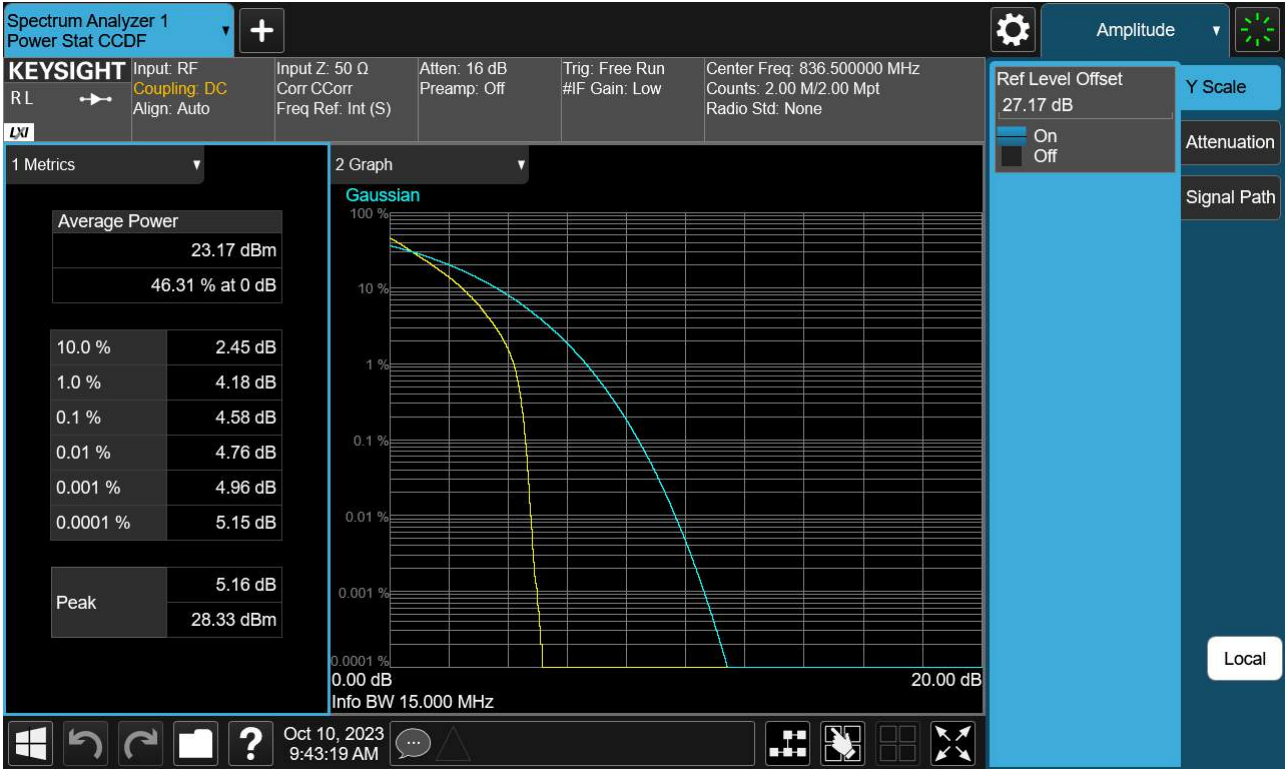 Spectrum Analyzer 1
Power Stat CCDF
+
Amplitude
KEYSIGHT
R L
LXI
Input: RF
Coupling: DC
Align: Auto
Input Z: 50 Ω
Corr CCorr
Freq Ref: Int (S)
Atten: 16 dB
Preamp: Off
Trig: Free Run
#IF Gain: Low
Center Freq: 836.500000 MHz
Counts: 2.00 M/2.00 Mpt
Radio Std: None
1 Metrics
Average Power
23.17 dBm
46.31 % at 0 dB
10.0 % 2.45 dB
1.0 % 4.18 dB
0.1 % 4.58 dB
0.01 % 4.76 dB
0.001 % 4.96 dB
0.0001 % 5.15 dB
Peak
5.16 dB
28.33 dBm
2 Graph
Gaussian
100 %
10 %
1 %
0.1 %
0.01 %
0.001 %
0.0001 %
0.00 dB 20.00 dB
Info BW 15.000 MHz
Ref Level Offset
27.17 dB
On
Off
Y Scale
Attenuation
Signal Path
Local
?
Oct 10, 2023
9:43:19 AM